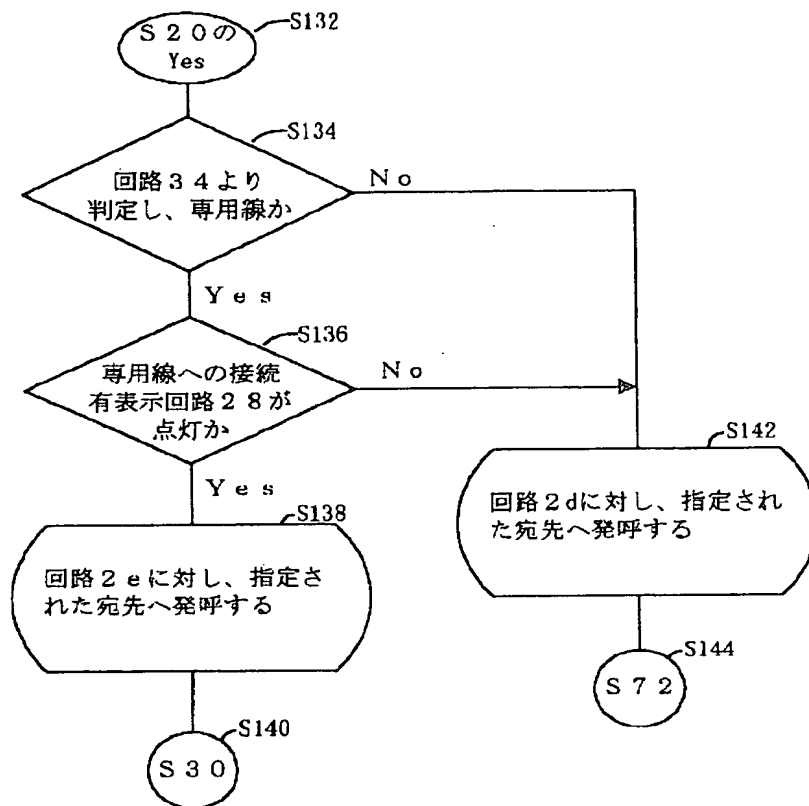 S132
S20の
Yes
S134
回路34より
判定し、専用線か
No
Yes
S136
専用線への接続
有表示回路28が
点灯か
No
Yes
S138
回路2eに対し、指定され
た宛先へ発呼する
S140
S30
S142
回路2dに対し、指定され
た宛先へ発呼する
S144
S72